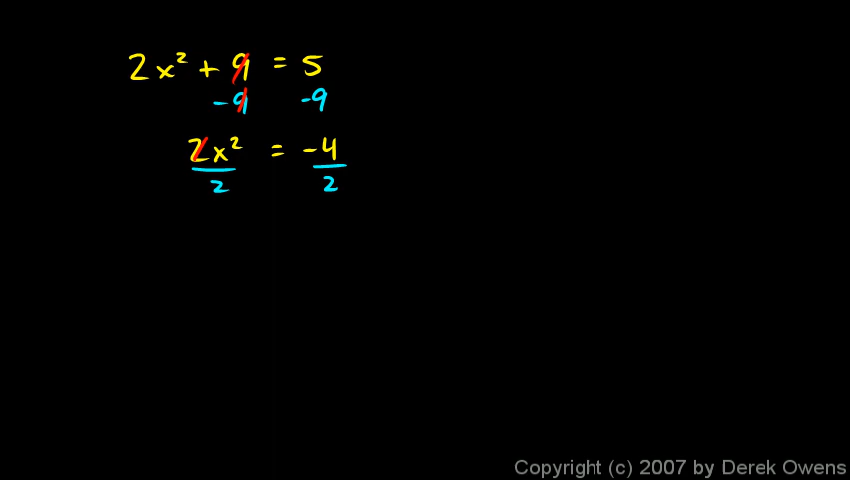 2x² + 9 = 5
-9 -9
2x² = -4
2 2
Copyright (c) 2007 by Derek Owens